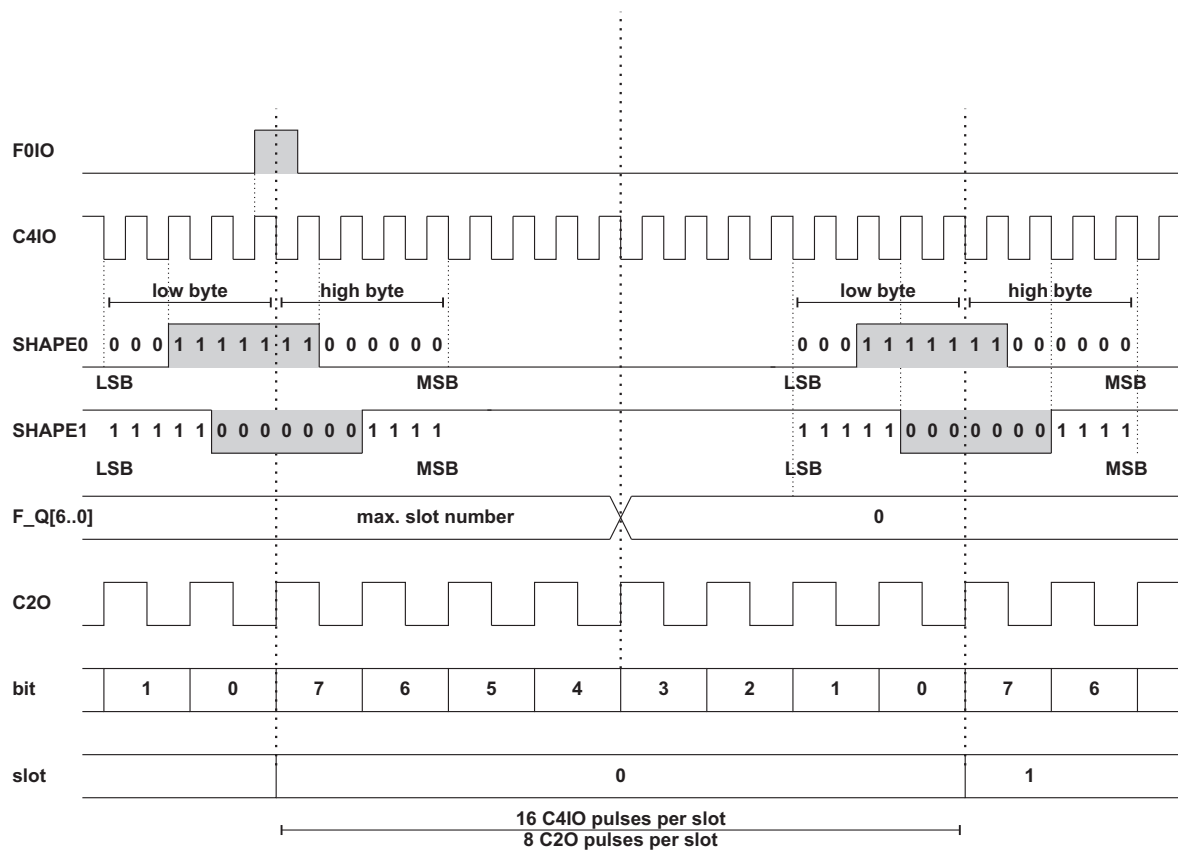 F0IO
C4IO
low byte high byte low byte high byte
SHAPE0 0 0 0 1 1 1 1 1 1 1 0 0 0 0 0 0 0 0 0 1 1 1 1 1 1 1 0 0 0 0 0 0
LSB MSB LSB MSB
SHAPE1 1 1 1 1 1 0 0 0 0 0 0 0 1 1 1 1 1 1 1 1 1 0 0 0 0 0 0 0 1 1 1 1
LSB MSB LSB MSB
F_Q[6..0] max. slot number 0
C2O
bit 1 0 7 6 5 4 3 2 1 0 7 6
slot 0 1
16 C4IO pulses per slot
8 C2O pulses per slot